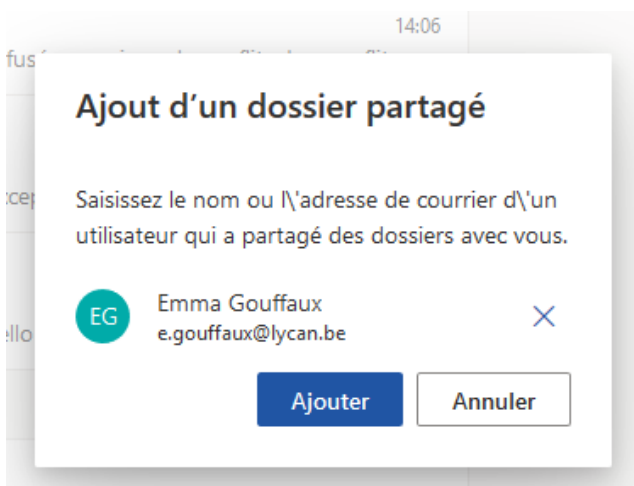 14:06
Ajout d’un dossier partagé
Saisissez le nom ou l\'adresse de courrier d\'un
utilisateur qui a partagé des dossiers avec vous.
EG
Emma Gouffaux
e.gouffaux@lycan.be
Ajouter
Annuler